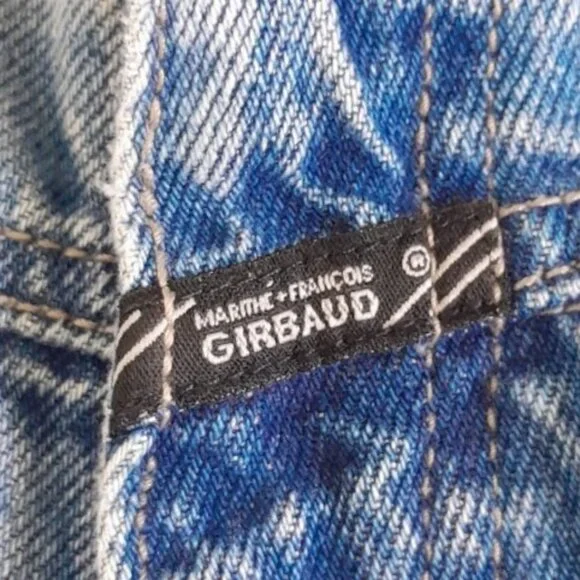 MARITHE + FRANÇOIS
GIRBAUD ®